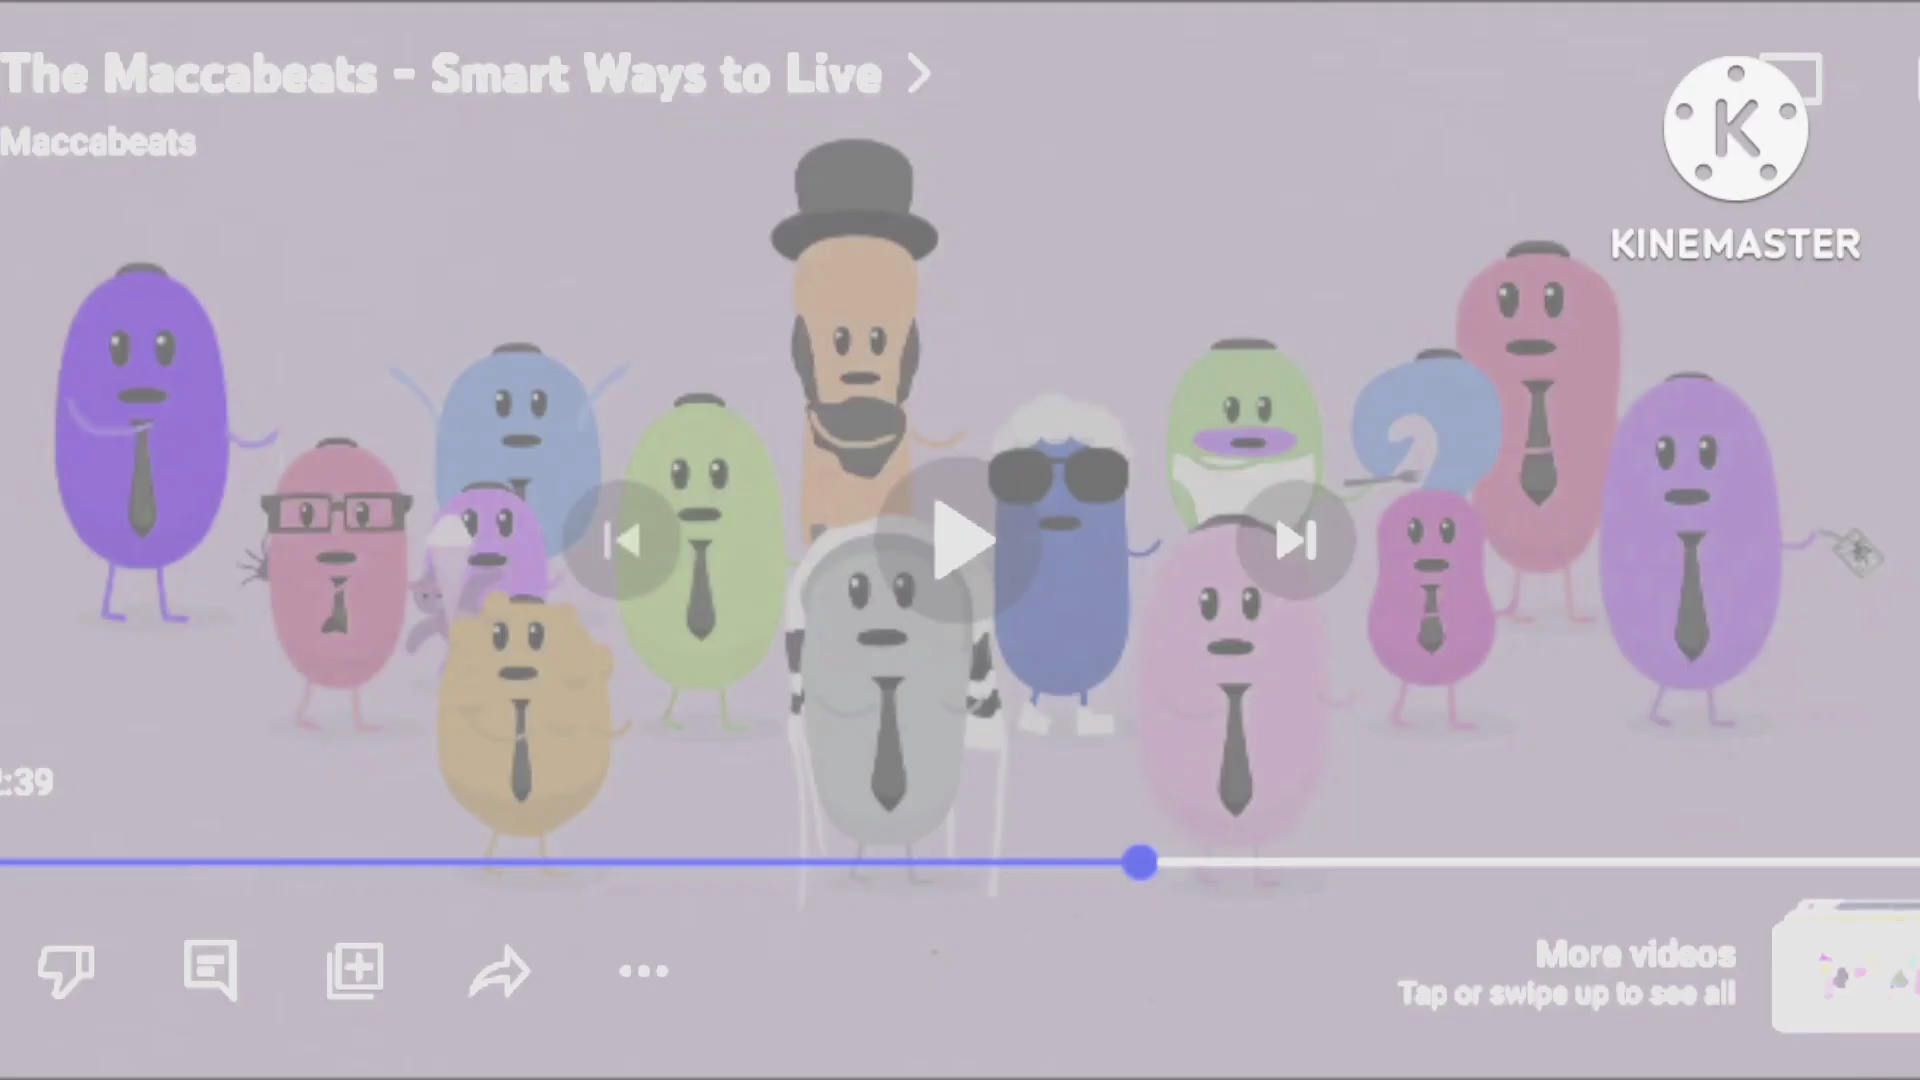 The Maccabeats - Smart Ways to Live
Maccabeats
K
KINEMASTER
:39
More videos
Tap or swipe up to see all